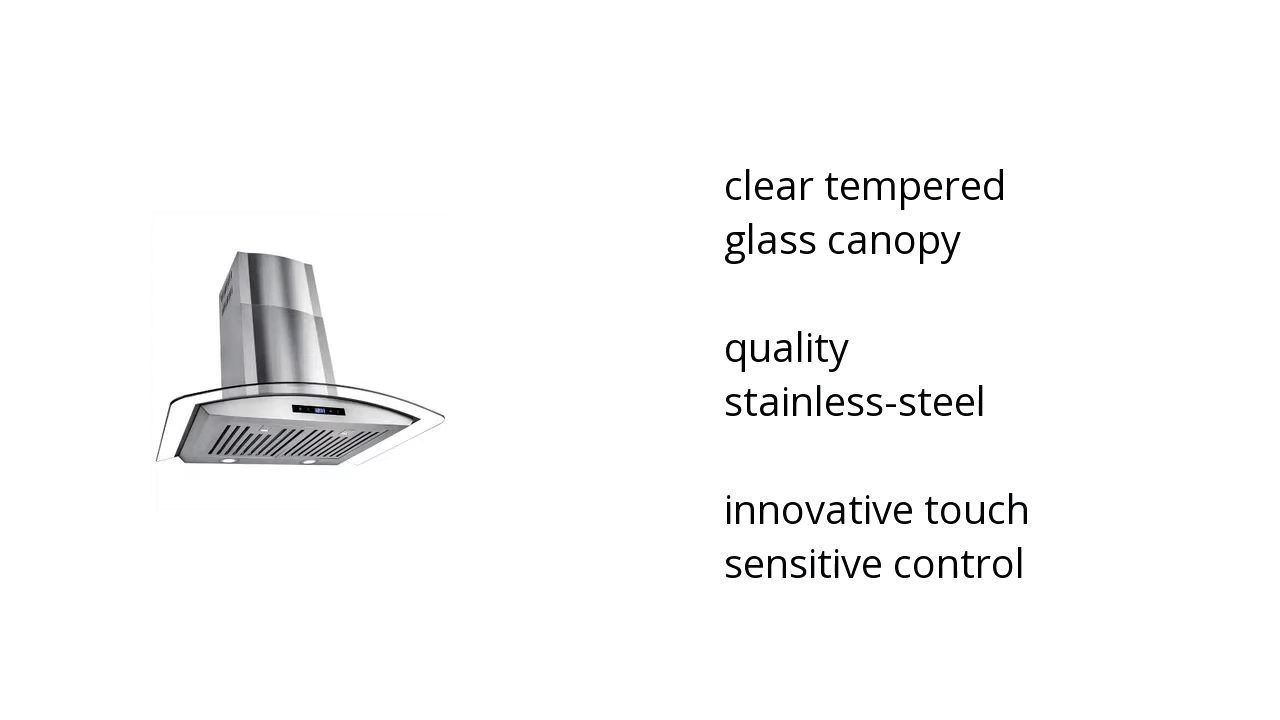 clear tempered
glass canopy
quality
stainless-steel
innovative touch
sensitive control